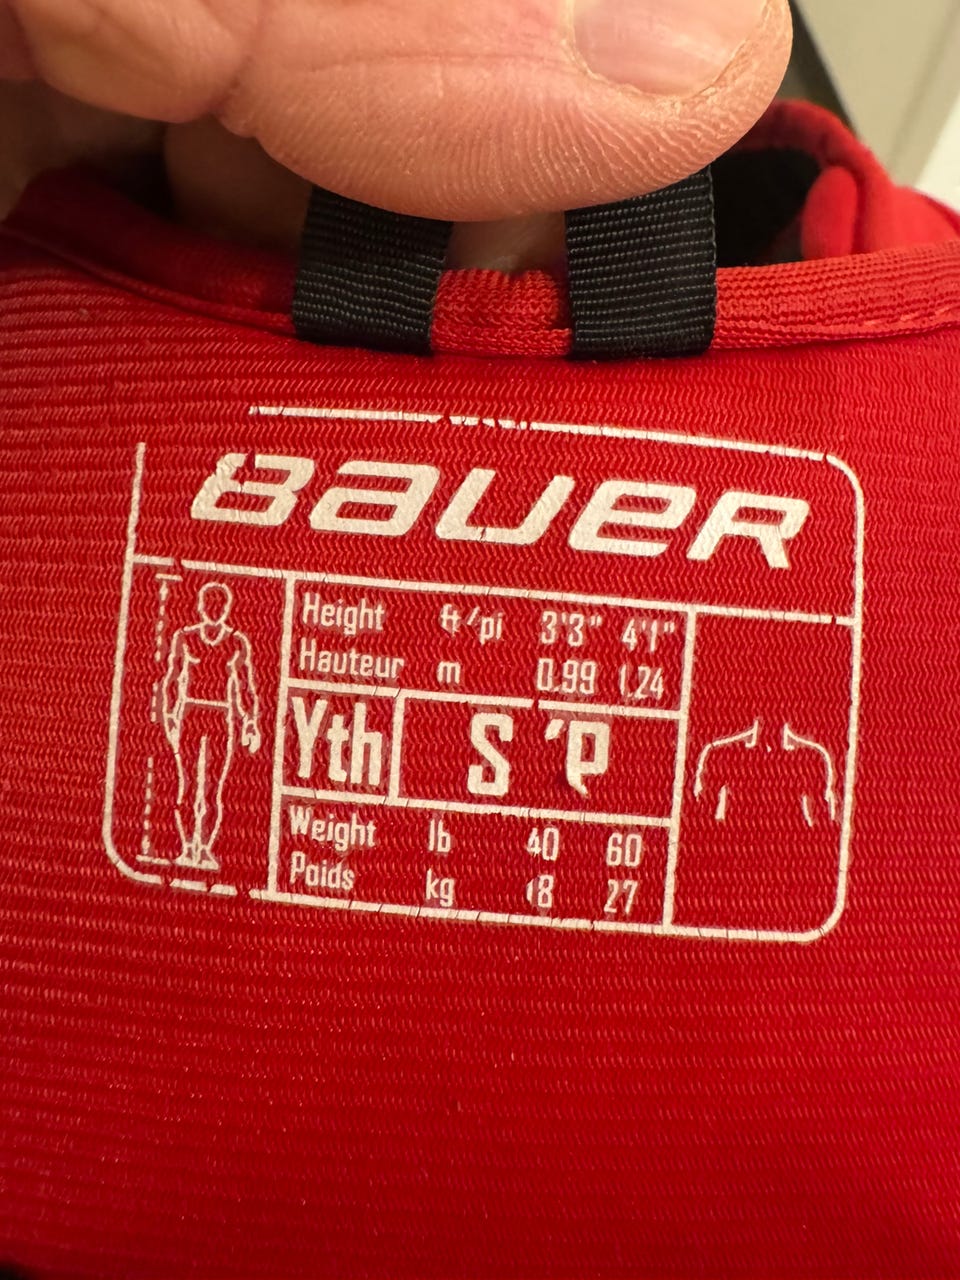 BAUER
Height ft/pi 3'3" 4'1"
Hauteur m 0.99 1.24
Yth S/P
Weight lb 40 60
Poids kg 18 27